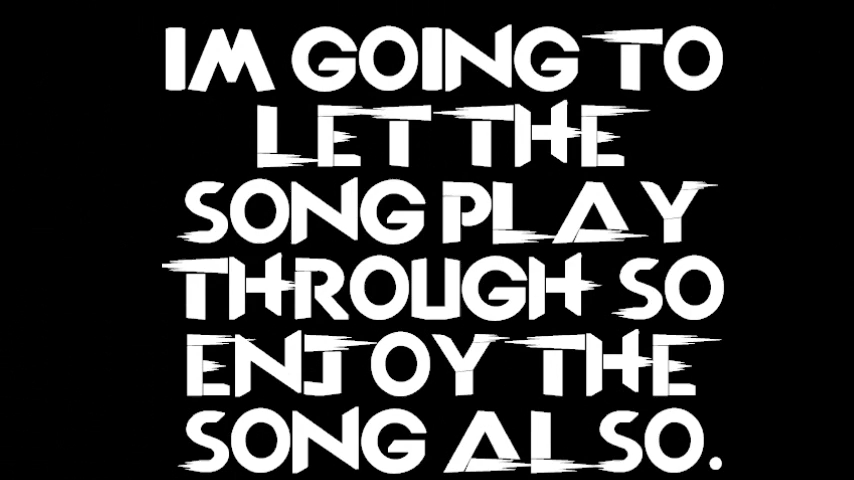 IM GOING TO
LET THE
SONG PLAY
THROUGH SO
ENJOY THE
SONG ALSO.